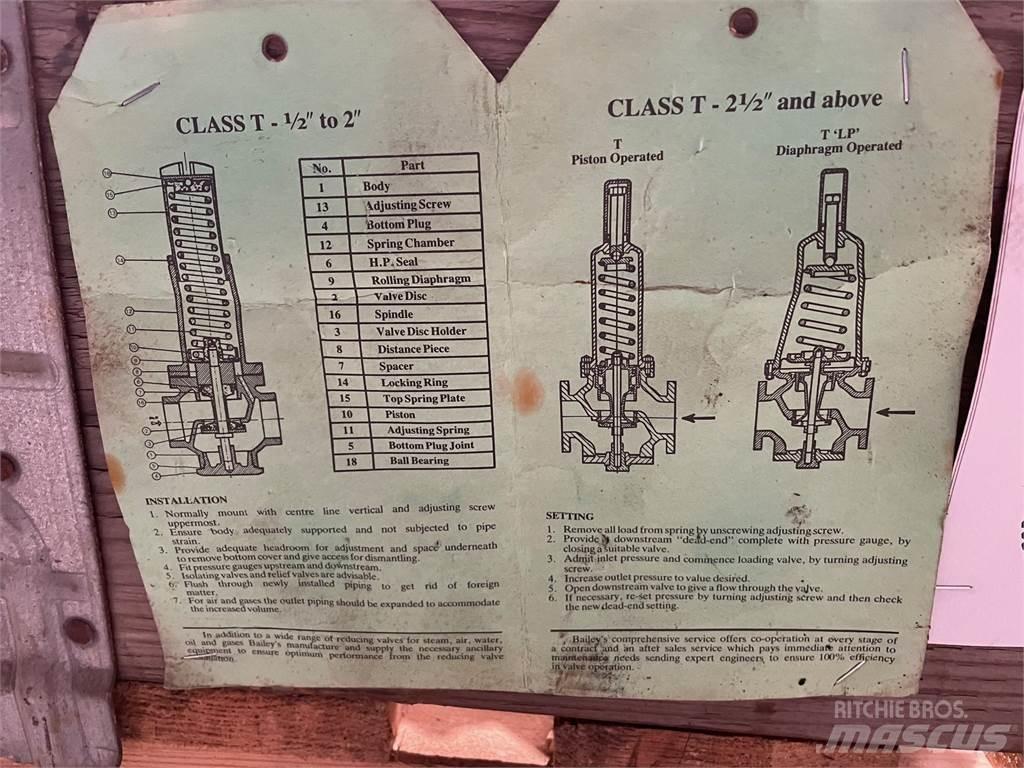 CLASS T - ½" to 2"
No. Part
1 Body
13 Adjusting Screw
4 Bottom Plug
12 Spring Chamber
6 H.P. Seal
9 Rolling Diaphragm
2 Valve Disc
16 Spindle
3 Valve Disc Holder
8 Distance Piece
7 Spacer
14 Locking Ring
15 Top Spring Plate
10 Piston
11 Adjusting Spring
5 Bottom Plug Joint
18 Ball Bearing
INSTALLATION
1. Normally mount with centre line vertical and adjusting screw
uppermost.
2. Ensure body adequately supported and not subjected to pipe
strain.
3. Provide adequate headroom for adjustment and space underneath
to remove bottom cover and give access for dismantling.
4. Fit pressure gauges upstream and downstream.
5. Isolating valves and relief valves are advisable.
6. Flush through newly installed piping to get rid of foreign
matter.
7. For air and gases the outlet piping should be expanded to accommodate
the increased volume.
In addition to a wide range of reducing valves for steam, air, water,
oil and gases Bailey's manufacture and supply the necessary ancillary
equipment to ensure optimum performance from the reducing valve
CLASS T - 2½" and above
T
Piston Operated
T 'LP'
Diaphragm Operated
SETTING
1. Remove all load from spring by unscrewing adjusting screw.
2. Provide a downstream "dead-end" complete with pressure gauge, by
closing a suitable valve.
3. Admit inlet pressure and commence loading valve, by turning adjusting
screw.
4. Increase outlet pressure to value desired.
5. Open downstream valve to give a flow through the valve.
6. If necessary, re-set pressure by turning adjusting screw and then check
the new dead-end setting.
Bailey's comprehensive service offers co-operation at every stage of
a contract and an after sales service which pays immediate attention to
maintenance needs sending expert engineers to ensure 100% efficiency
in valve operation.
RITCHIE BROS.
MASCUS